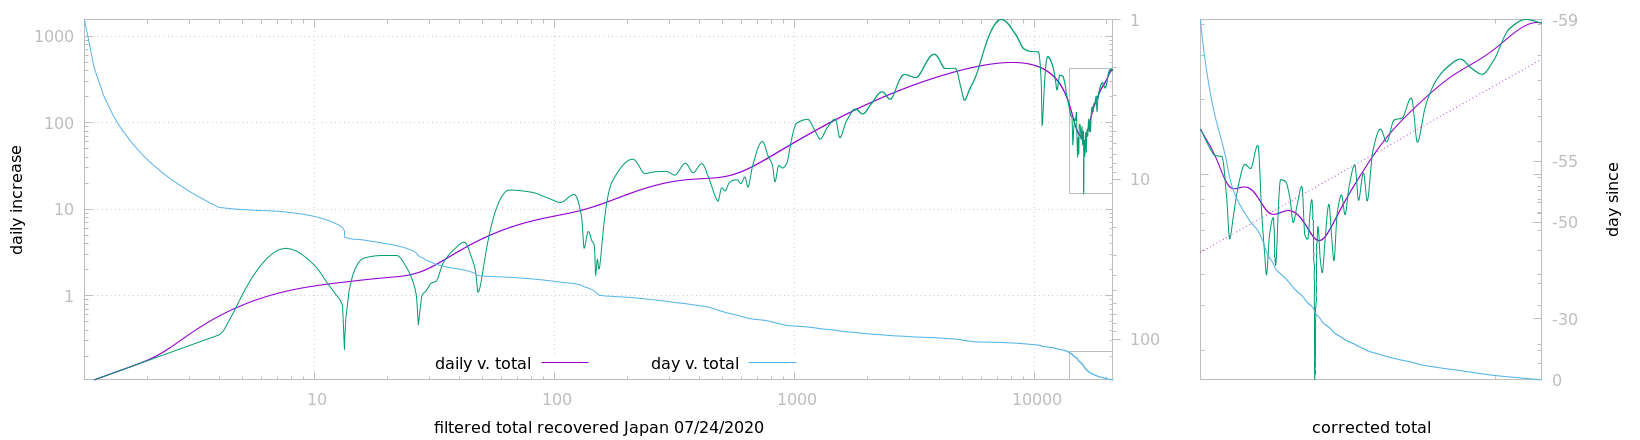 1000
100
10
1
daily increase
1
10
100
daily v. total
day v. total
10
100
1000
10000
filtered total recovered Japan 07/24/2020
-59
-55
-50
-30
0
day since
corrected total